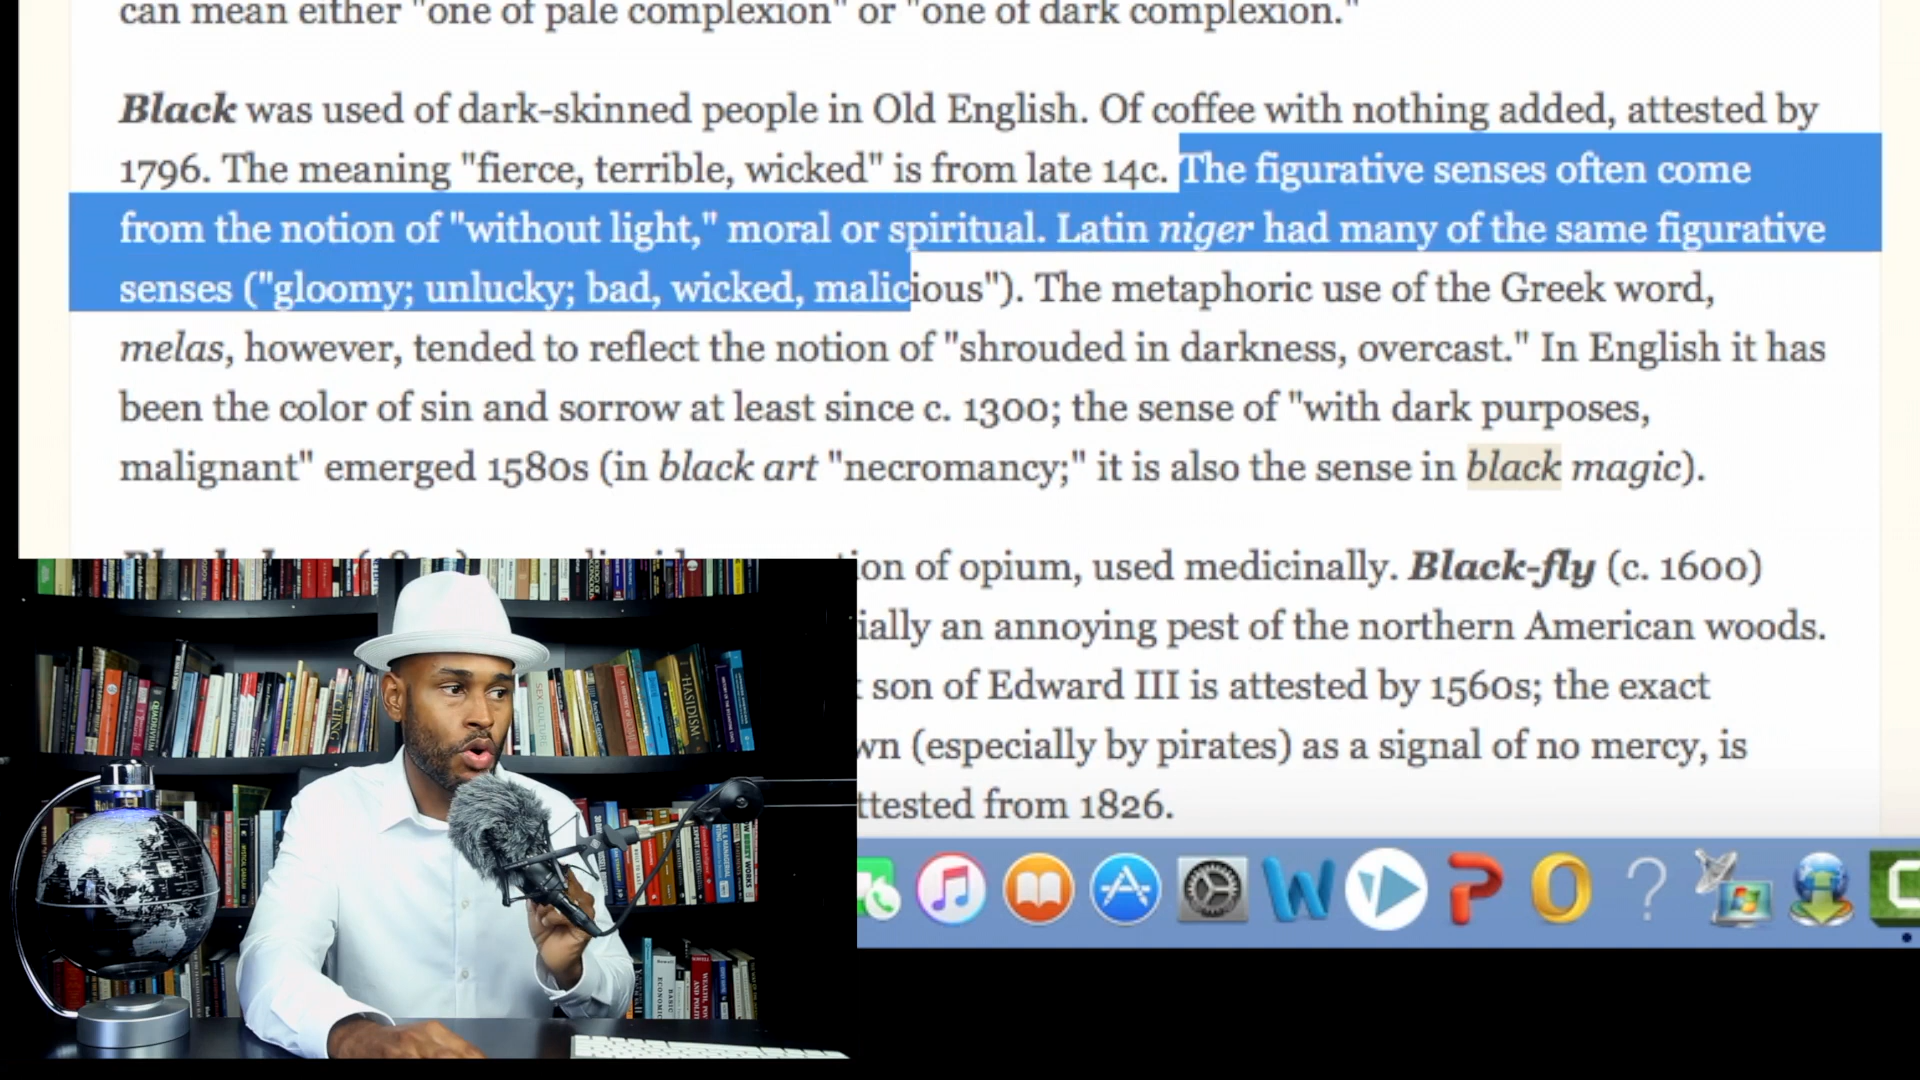 can mean either "one of pale complexion" or "one of dark complexion."
Black was used of dark-skinned people in Old English. Of coffee with nothing added, attested by
1796. The meaning "fierce, terrible, wicked" is from late 14c. The figurative senses often come
from the notion of "without light," moral or spiritual. Latin niger had many of the same figurative
senses ("gloomy; unlucky; bad, wicked, malicious"). The metaphoric use of the Greek word,
melas, however, tended to reflect the notion of "shrouded in darkness, overcast." In English it has
been the color of sin and sorrow at least since c. 1300; the sense of "with dark purposes,
malignant" emerged 1580s (in black art "necromancy;" it is also the sense in black magic).
of opium, used medicinally. Black-fly (c. 1600)
an annoying pest of the northern American woods.
son of Edward III is attested by 1560s; the exact
(especially by pirates) as a signal of no mercy, is
from 1826.
HASIDISM